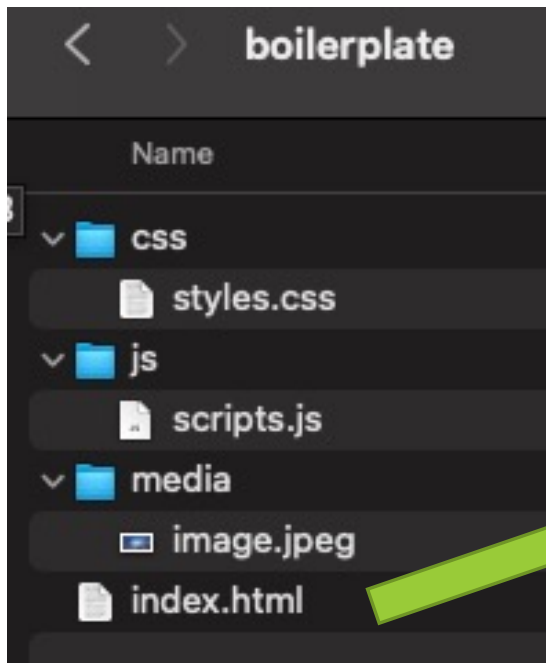 boilerplate
Name
css
styles.css
js
scripts.js
media
image.jpeg
index.html